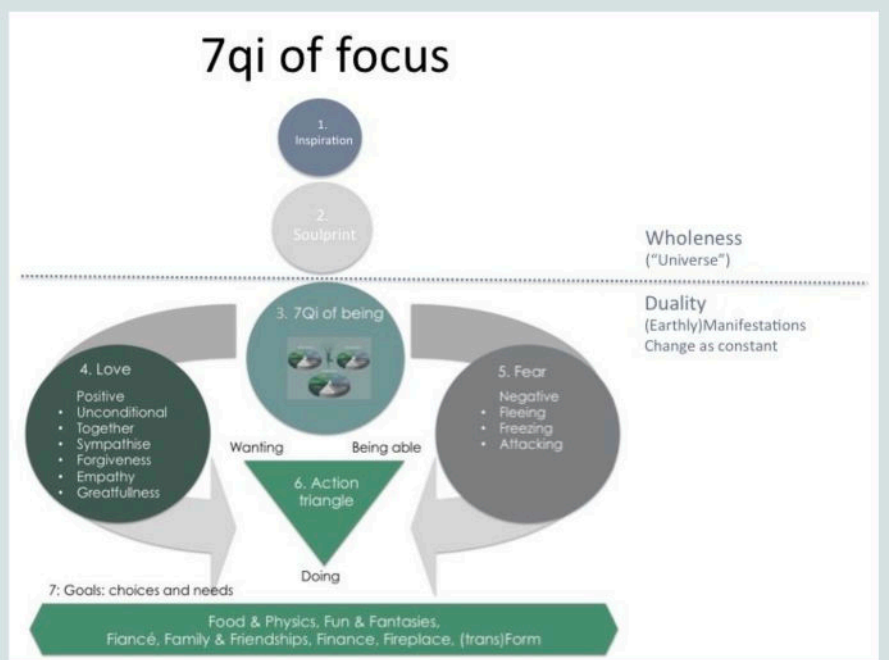 7qi of focus
1.
Inspiration
2.
Soulprint
Wholeness
("Universe")
Duality
(Earthly)Manifestations
Change as constant
3. 7Qi of being
4. Love
Positive
• Unconditional
• Together
• Sympathise
• Forgiveness
• Empathy
• Greatfullness
5. Fear
Negative
• Fleeing
• Freezing
• Attacking
Wanting
Being able
6. Action
triangle
Doing
7: Goals: choices and needs
Food & Physics, Fun & Fantasies,
Fiancé, Family & Friendships, Finance, Fireplace, (trans)Form